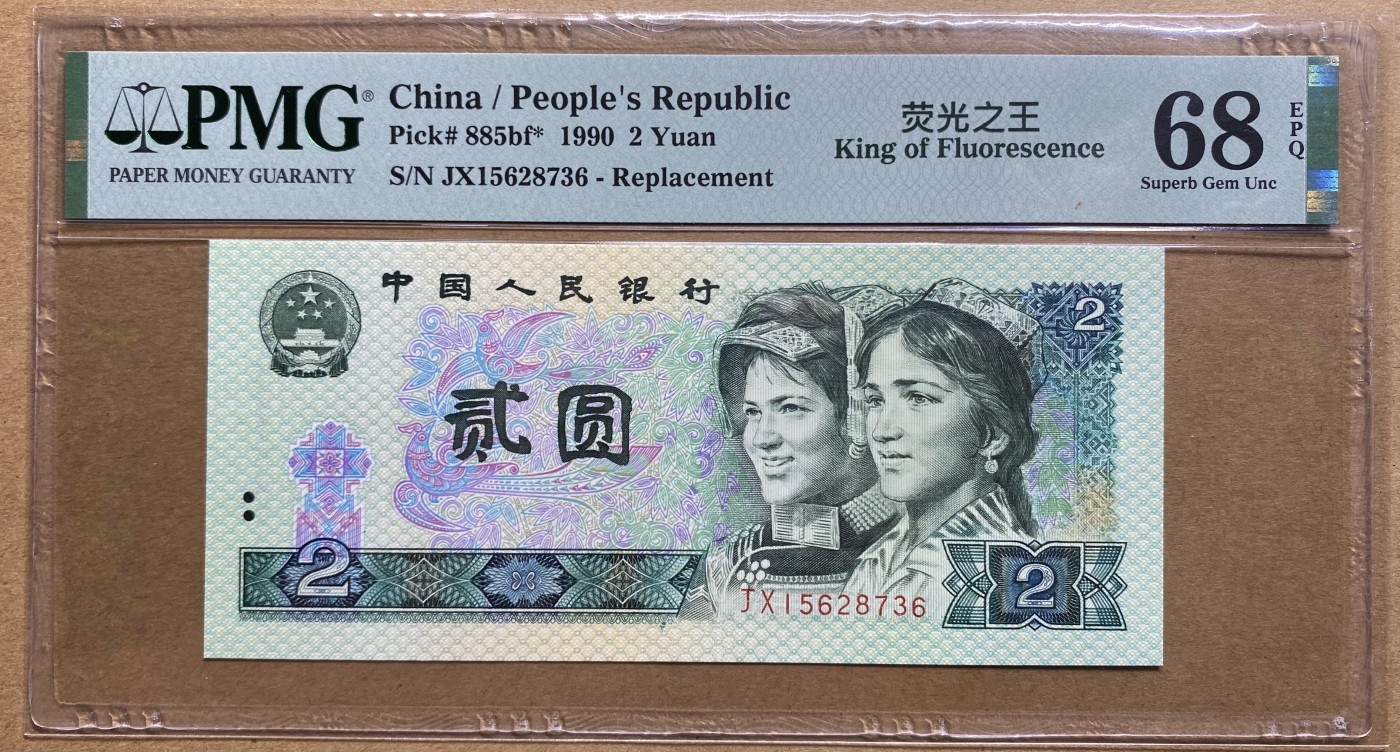 PMG®
PAPER MONEY GUARANTY
China / People's Republic
Pick# 885bf* 1990 2 Yuan
S/N JX15628736 - Replacement
荧光之王
King of Fluorescence
68
EPQ
Superb Gem Unc
中国人民银行
2
贰圆
2
JX15628736
2